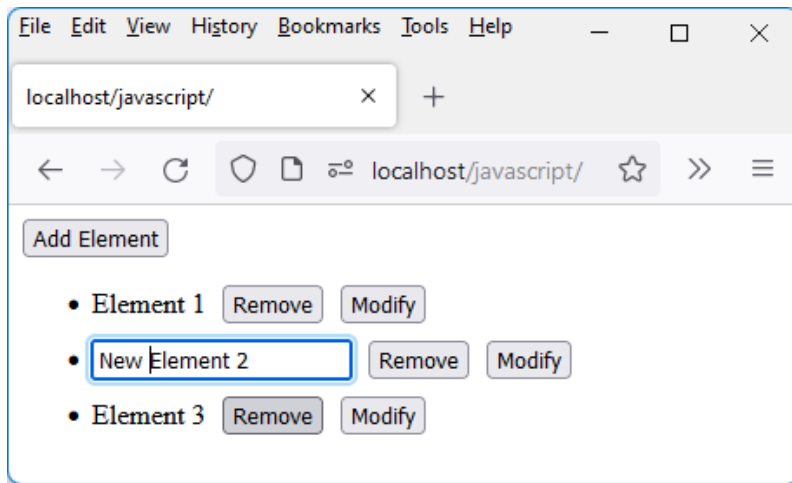 File Edit View History Bookmarks Tools Help
localhost/javascript/
localhost/javascript/
Add Element
Element 1 Remove Modify
New Element 2 Remove Modify
Element 3 Remove Modify